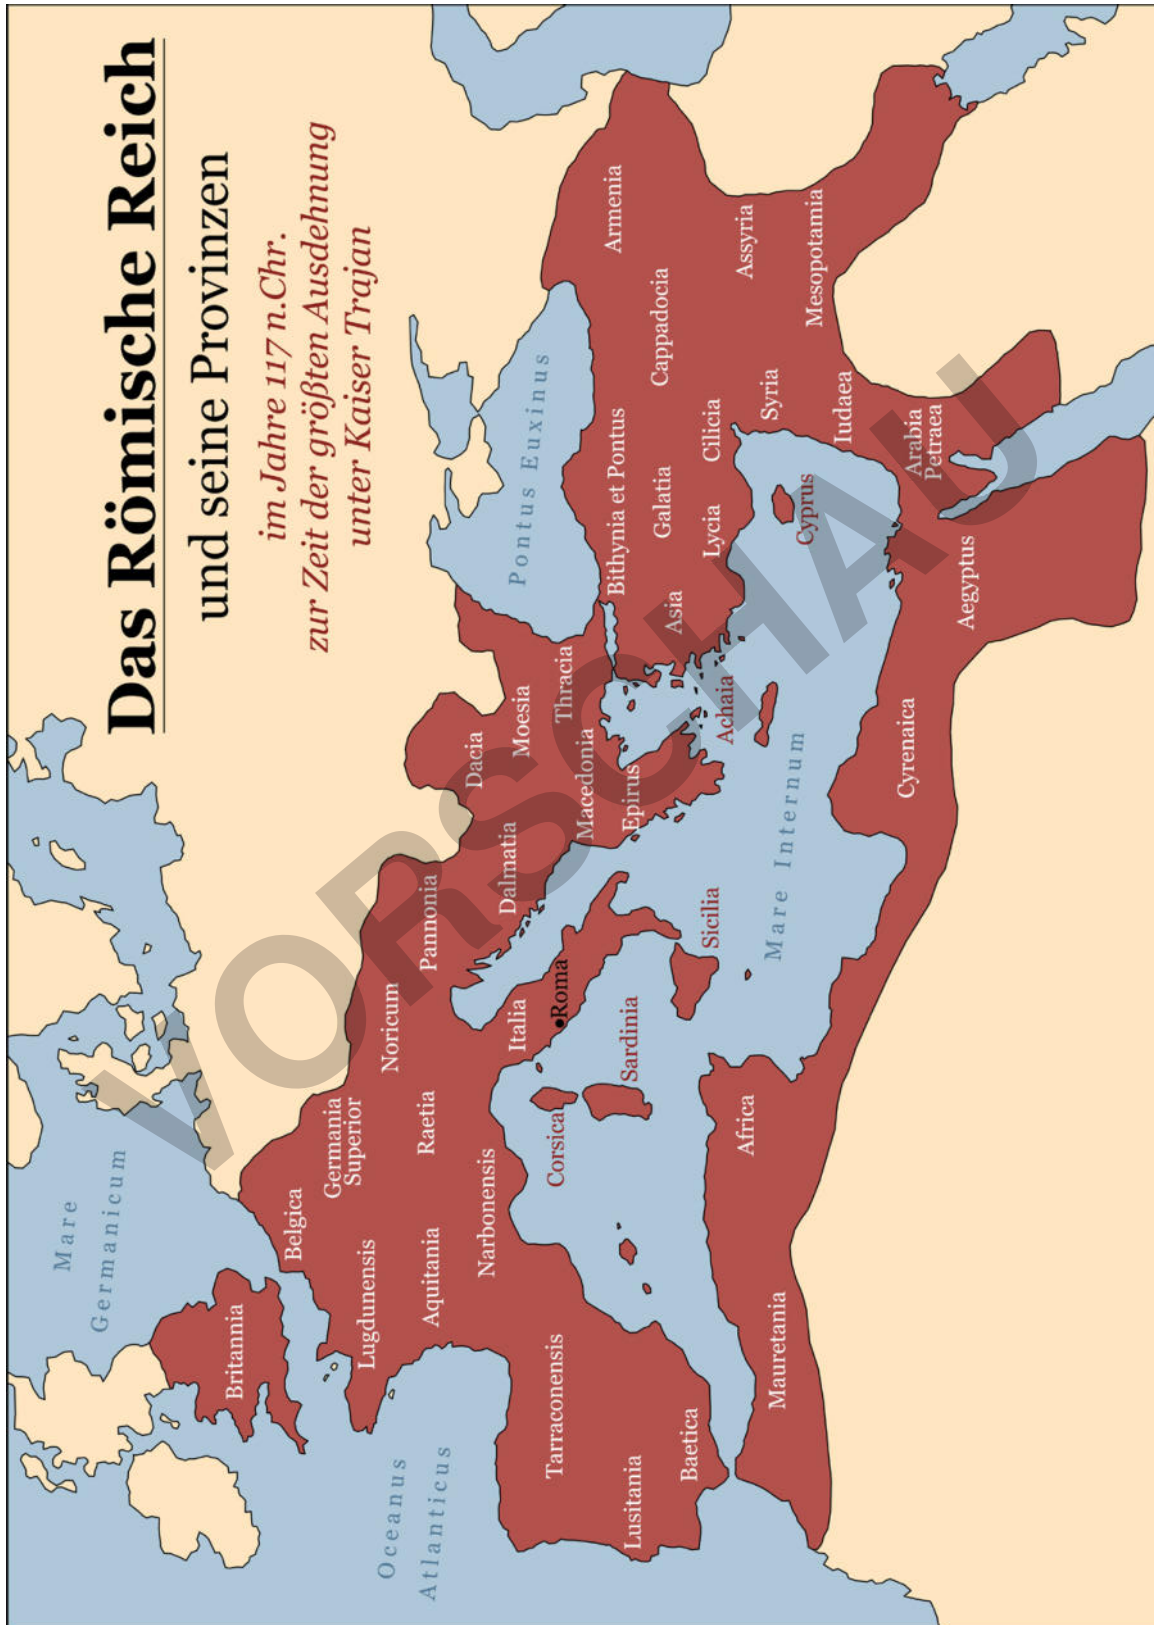 Das Römische Reich
und seine Provinzen
im Jahre 117 n.Chr.
zur Zeit der größten Ausdehnung
unter Kaiser Trajan
Mare
Germanicum
Britannia
Oceanus
Atlanticus
Belgica
Germania
Superior
Lugdunensis
Noricum
Raetia
Aquitania
Pannonia
Narbonensis
Dacia
Dalmatia
Moesia
Pontus Euxinus
Italia
Roma
Thracia
Tarraconensis
Corsica
Macedonia
Bithynia et Pontus
Armenia
Lusitania
Sardinia
Epirus
Galatia
Cappadocia
Asia
Baetica
Sicilia
Achaia
Lycia
Cilicia
Assyria
Mauretania
Africa
Mare Internum
Cyprus
Syria
Mesopotamia
Iudaea
Cyrenaica
Aegyptus
Arabia
Petraea
VORSCHAU